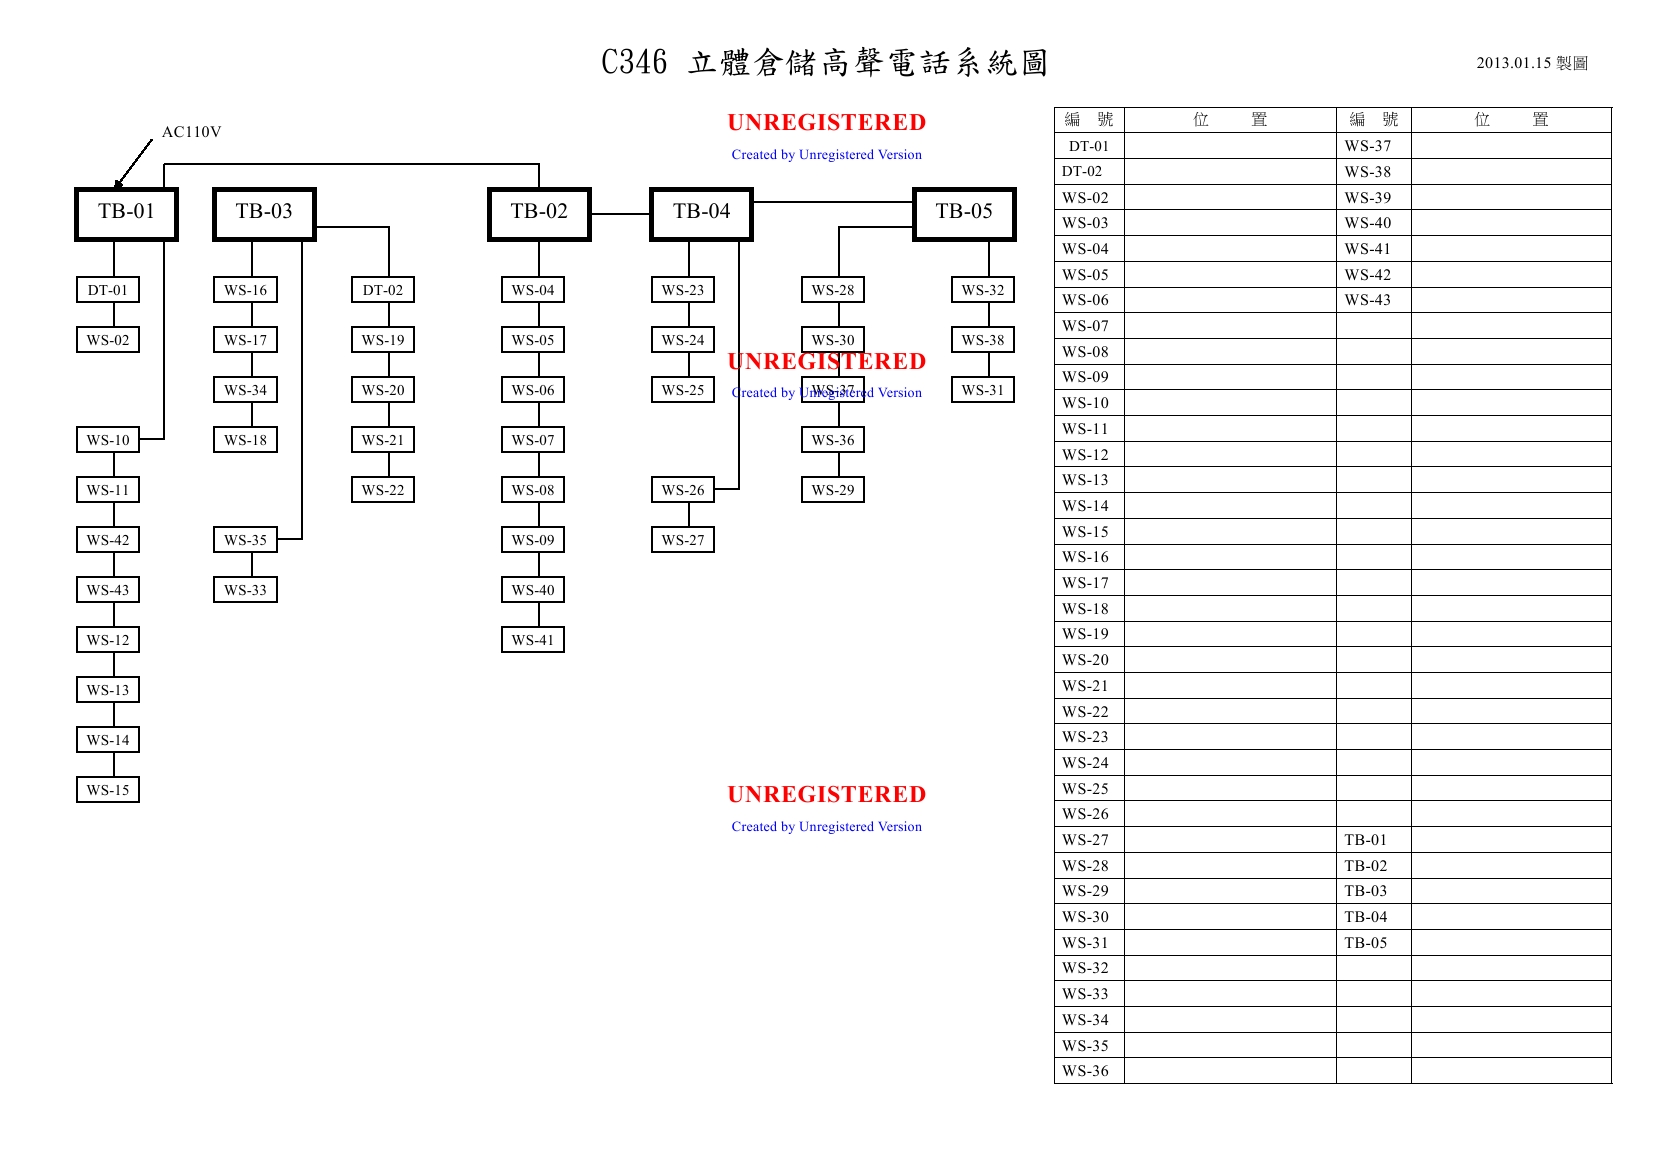 C346 立體倉儲高聲電話系統圖
2013.01.15 製圖
AC110V
UNREGISTERED
Created by Unregistered Version
TB-01 TB-03 TB-02 TB-04 TB-05
DT-01 WS-16 DT-02 WS-04 WS-23 WS-28 WS-32
WS-02 WS-17 WS-19 WS-05 WS-24 WS-30 WS-38
UNREGISTERED
WS-34 WS-20 WS-06 WS-25 WS-37 WS-31
Created by Unregistered Version
WS-10 WS-18 WS-21 WS-07 WS-36
WS-11 WS-22 WS-08 WS-26 WS-29
WS-42 WS-35 WS-09 WS-27
WS-43 WS-33 WS-40
WS-12 WS-41
WS-13
WS-14
WS-15
UNREGISTERED
Created by Unregistered Version
編 號 位 置 編 號 位 置
DT-01 WS-37
DT-02 WS-38
WS-02 WS-39
WS-03 WS-40
WS-04 WS-41
WS-05 WS-42
WS-06 WS-43
WS-07
WS-08
WS-09
WS-10
WS-11
WS-12
WS-13
WS-14
WS-15
WS-16
WS-17
WS-18
WS-19
WS-20
WS-21
WS-22
WS-23
WS-24
WS-25
WS-26
WS-27 TB-01
WS-28 TB-02
WS-29 TB-03
WS-30 TB-04
WS-31 TB-05
WS-32
WS-33
WS-34
WS-35
WS-36